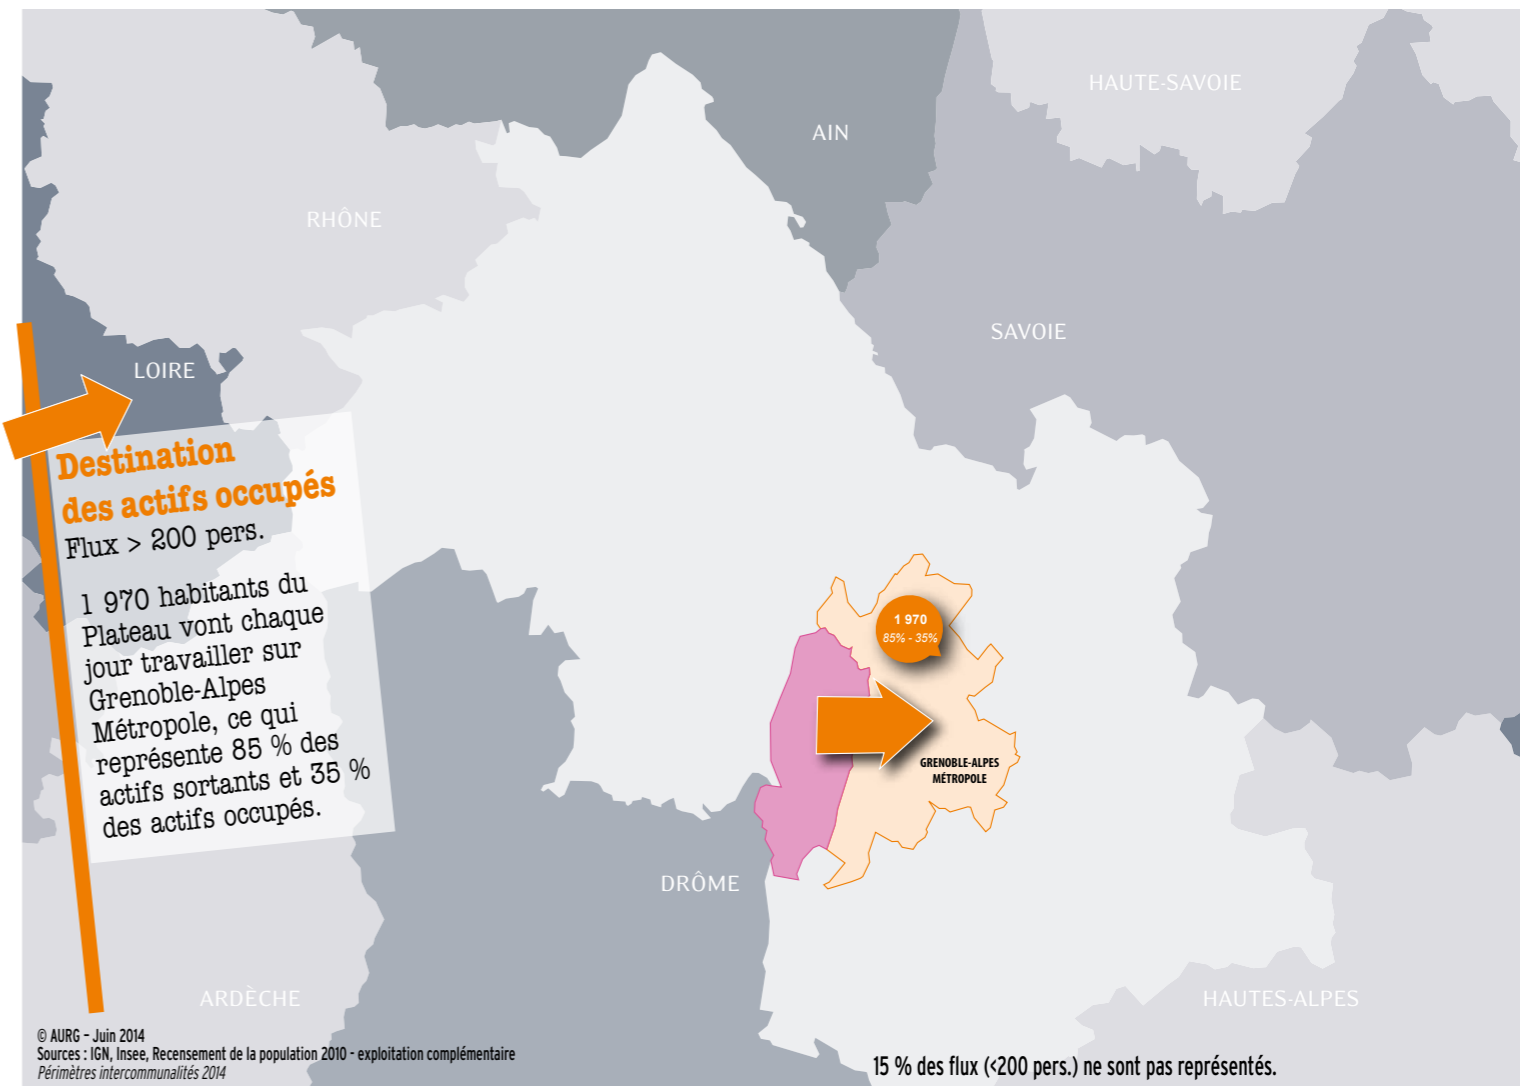 HAUTE-SAVOIE
AIN
RHÔNE
SAVOIE
LOIRE
Destination
des actifs occupés
Flux > 200 pers.
1 970 habitants du
Plateau vont chaque
jour travailler sur
Grenoble-Alpes
Métropole, ce qui
représente 85 % des
actifs sortants et 35 %
des actifs occupés.
1 970
85% - 35%
GRENOBLE-ALPES
MÉTROPOLE
DRÔME
ARDÈCHE
HAUTES-ALPES
© AURG – Juin 2014
Sources : IGN, Insee, Recensement de la population 2010 - exploitation complémentaire
Périmètres intercommunalités 2014
15 % des flux (<200 pers.) ne sont pas représentés.